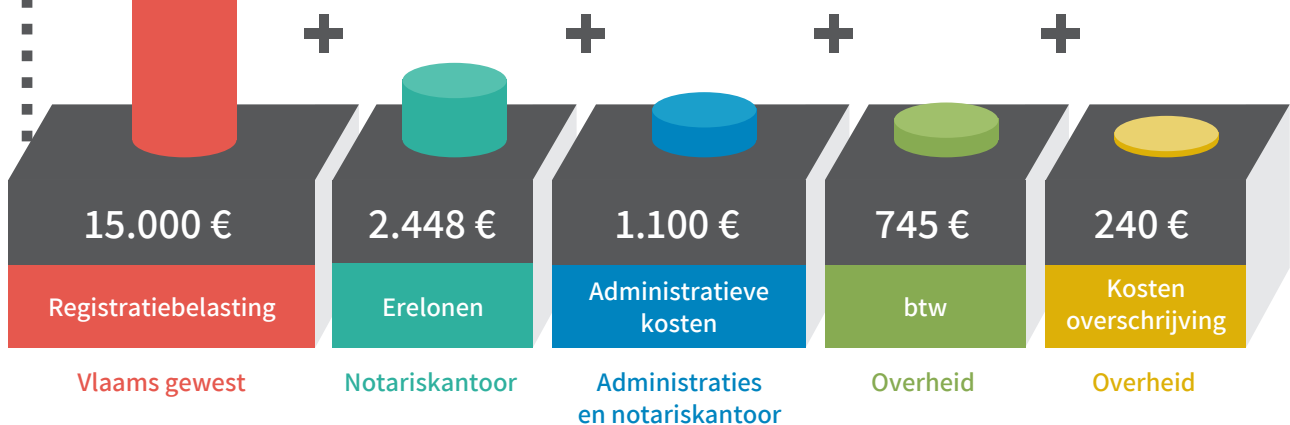 15.000 €
2.448 €
1.100 €
745 €
240 €
Registratiebelasting
Erelonen
Administratieve
kosten
btw
Kosten
overschrijving
Vlaams gewest
Notariskantoor
Administraties
en notariskantoor
Overheid
Overheid